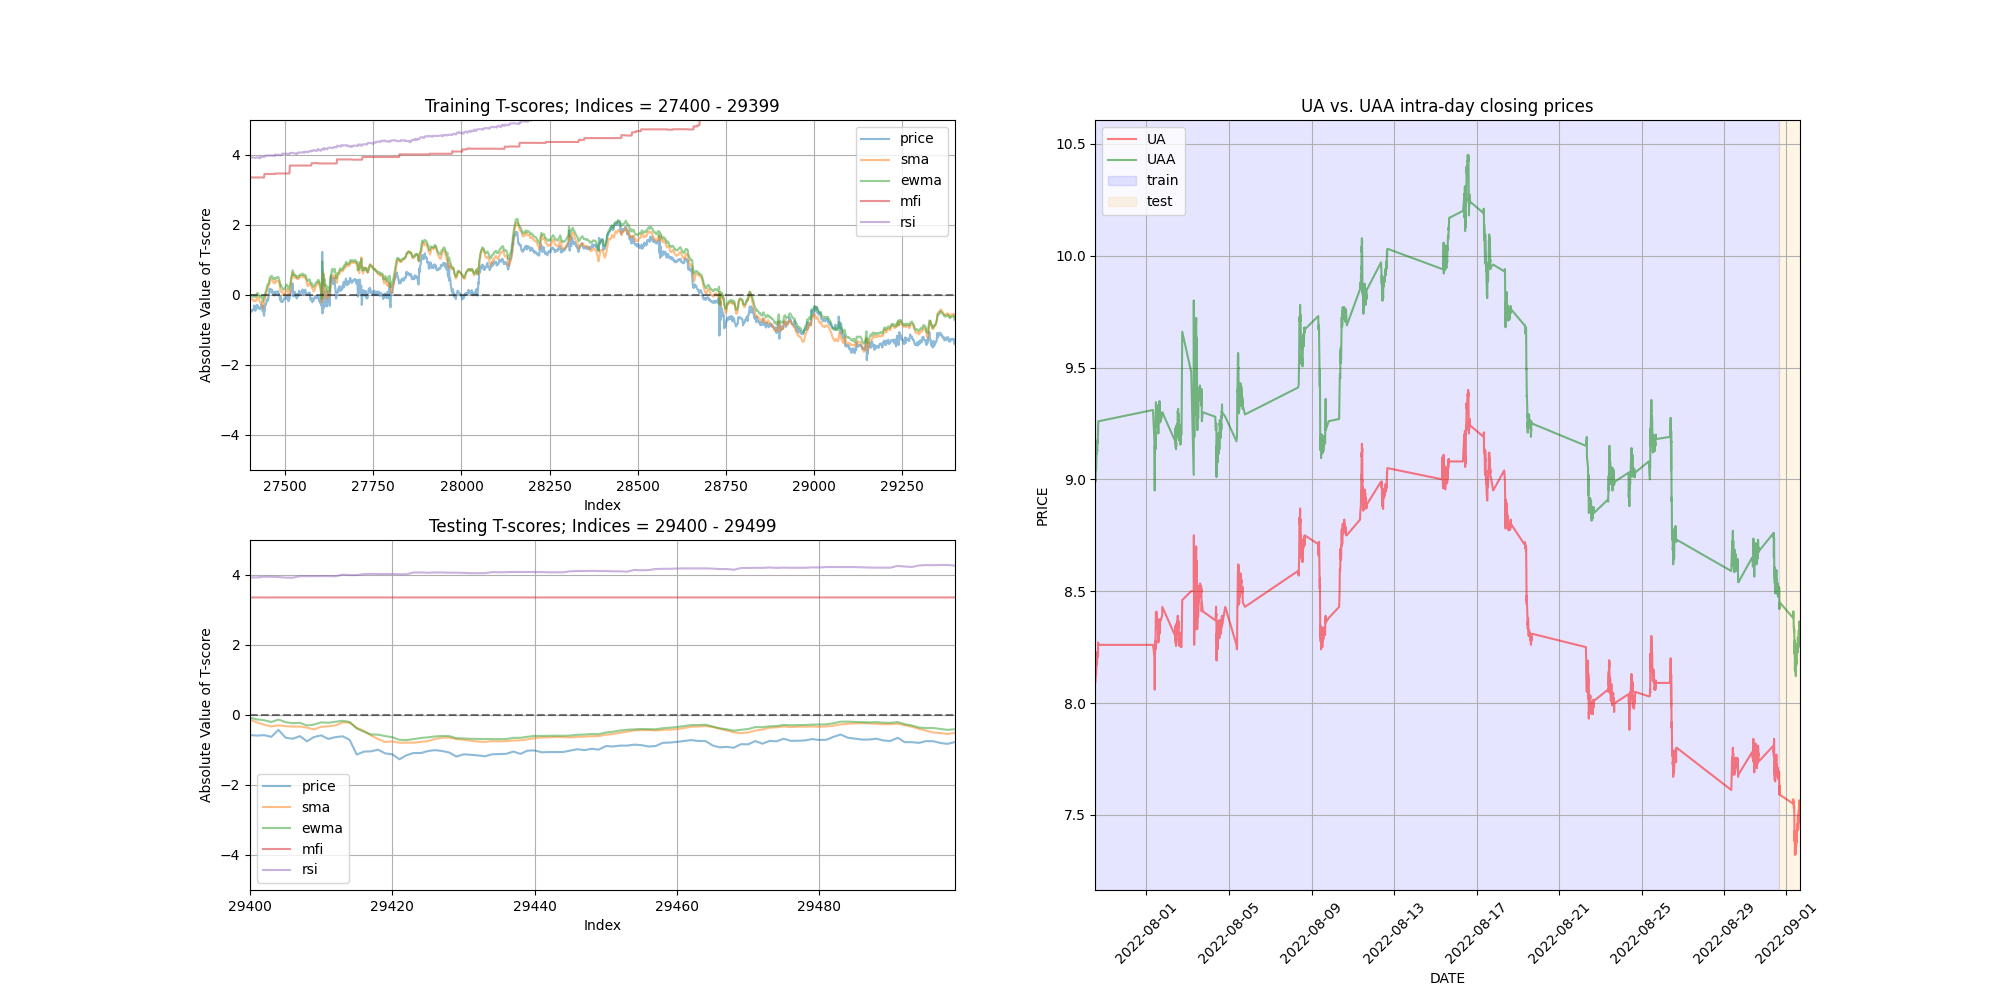 Training T-scores; Indices = 27400 - 29399
Absolute Value of T-score
4
2
0
−2
−4
price
sma
ewma
mfi
rsi
27500 27750 28000 28250 28500 28750 29000 29250
Index
Testing T-scores; Indices = 29400 - 29499
Absolute Value of T-score
4
2
0
−2
−4
price
sma
ewma
mfi
rsi
29400 29420 29440 29460 29480
Index
UA vs. UAA intra-day closing prices
PRICE
10.5
10.0
9.5
9.0
8.5
8.0
7.5
UA
UAA
train
test
2022-08-01 2022-08-05 2022-08-09 2022-08-13 2022-08-17 2022-08-21 2022-08-25 2022-08-29 2022-09-01
DATE